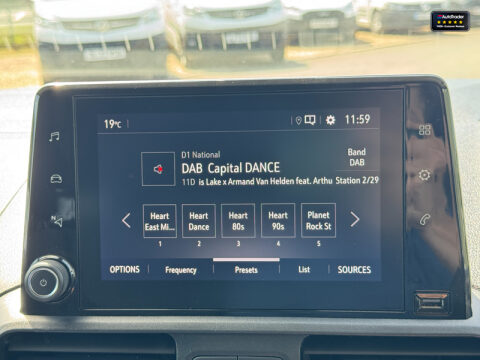 AutoTrader
19°C
11:59
D1 National
DAB Capital DANCE
Band
DAB
11D is Lake x Armand Van Helden feat. Arthu Station 2/29
Heart East Mi... 1
Heart Dance 2
Heart 80s 3
Heart 90s 4
Planet Rock St 5
OPTIONS Frequency Presets List SOURCES
N